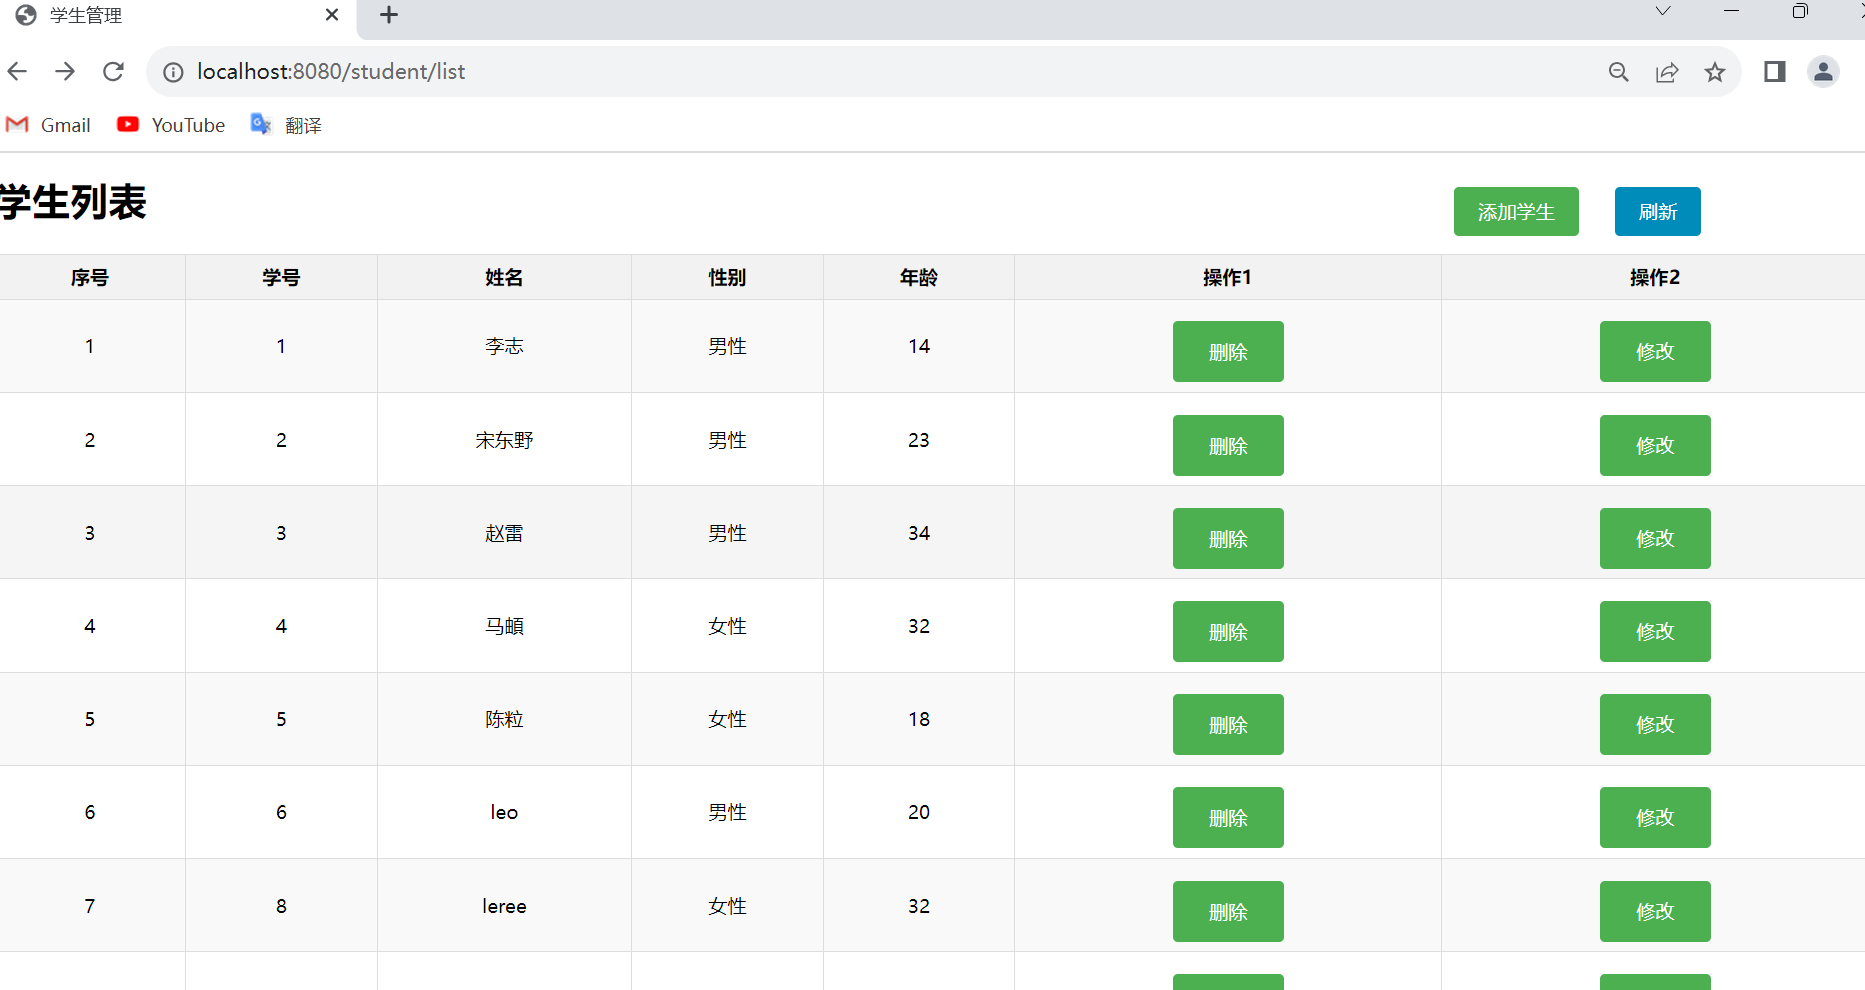 学生管理
localhost:8080/student/list
Gmail YouTube 翻译
学生列表 添加学生 刷新
序号 学号 姓名 性别 年龄 操作1 操作2
1 1 李志 男性 14 删除 修改
2 2 宋东野 男性 23 删除 修改
3 3 赵雷 男性 34 删除 修改
4 4 马頔 女性 32 删除 修改
5 5 陈粒 女性 18 删除 修改
6 6 leo 男性 20 删除 修改
7 8 leree 女性 32 删除 修改